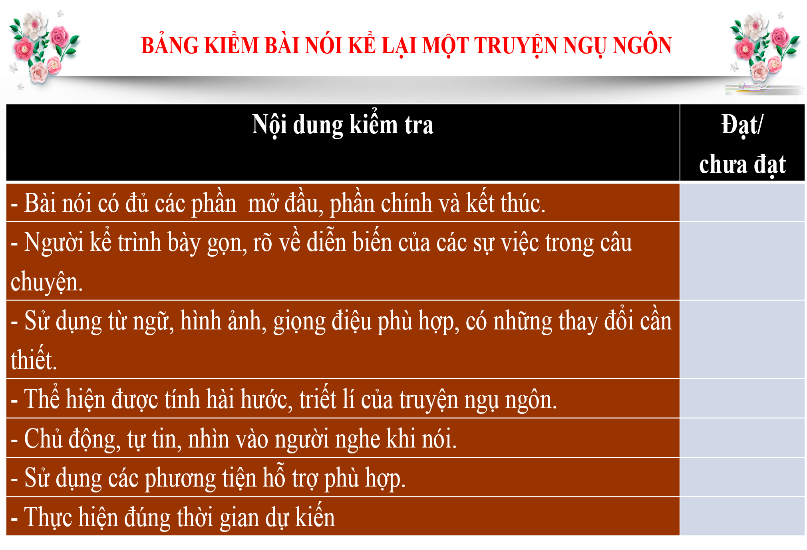 BẢNG KIỂM BÀI NÓI KỂ LẠI MỘT TRUYỆN NGỤ NGÔN
Nội dung kiểm tra
Đạt/
chưa đạt
- Bài nói có đủ các phần mở đầu, phần chính và kết thúc.
- Người kể trình bày gọn, rõ về diễn biến của các sự việc trong câu
chuyện.
- Sử dụng từ ngữ, hình ảnh, giọng điệu phù hợp, có những thay đổi cần
thiết.
- Thể hiện được tính hài hước, triết lí của truyện ngụ ngôn.
- Chủ động, tự tin, nhìn vào người nghe khi nói.
- Sử dụng các phương tiện hỗ trợ phù hợp.
- Thực hiện đúng thời gian dự kiến